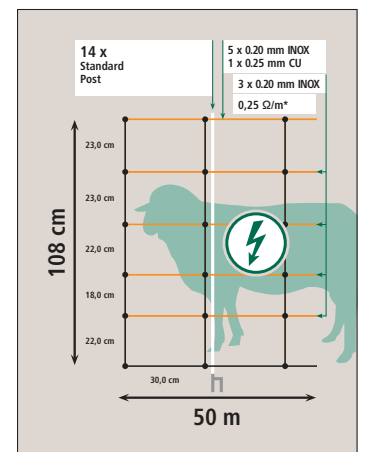 14 x
Standard
Post
5 x 0.20 mm INOX
1 x 0.25 mm CU
3 x 0.20 mm INOX
0,25 Ω/m*
108 cm
23,0 cm
23,0 cm
22,0 cm
18,0 cm
22,0 cm
30,0 cm
50 m